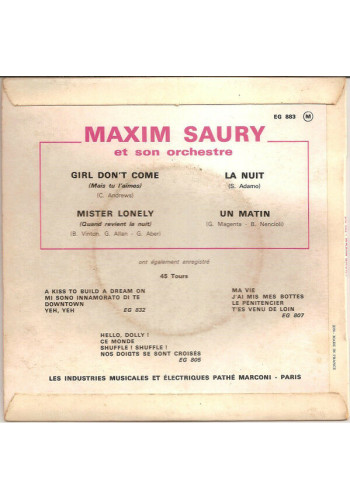 EG 883 M
MAXIM SAURY
et son orchestre
GIRL DON'T COME
(Mais tu l'aimes)
(C. Andrews)
LA NUIT
(S. Adamo)
MISTER LONELY
(Quand revient la nuit)
(B. Vinton, G. Allan - G. Aber)
UN MATIN
(G. Magenta - B. Nencioli)
ont également enregistré
45 Tours
A KISS TO BUILD A DREAM ON
MI SONO INNAMORATO DI TE
DOWNTOWN
YEH, YEH EG 832
MA VIE
J'AI MIS MES BOTTES
LE PÉNITENCIER
T'ES VENU DE LOIN
EG 807
HELLO, DOLLY !
CE MONDE
SHUFFLE ! SHUFFLE !
NOS DOIGTS SE SONT CROISÉS
EG 805
LES INDUSTRIES MUSICALES ET ÉLECTRIQUES PATHÉ MARCONI - PARIS